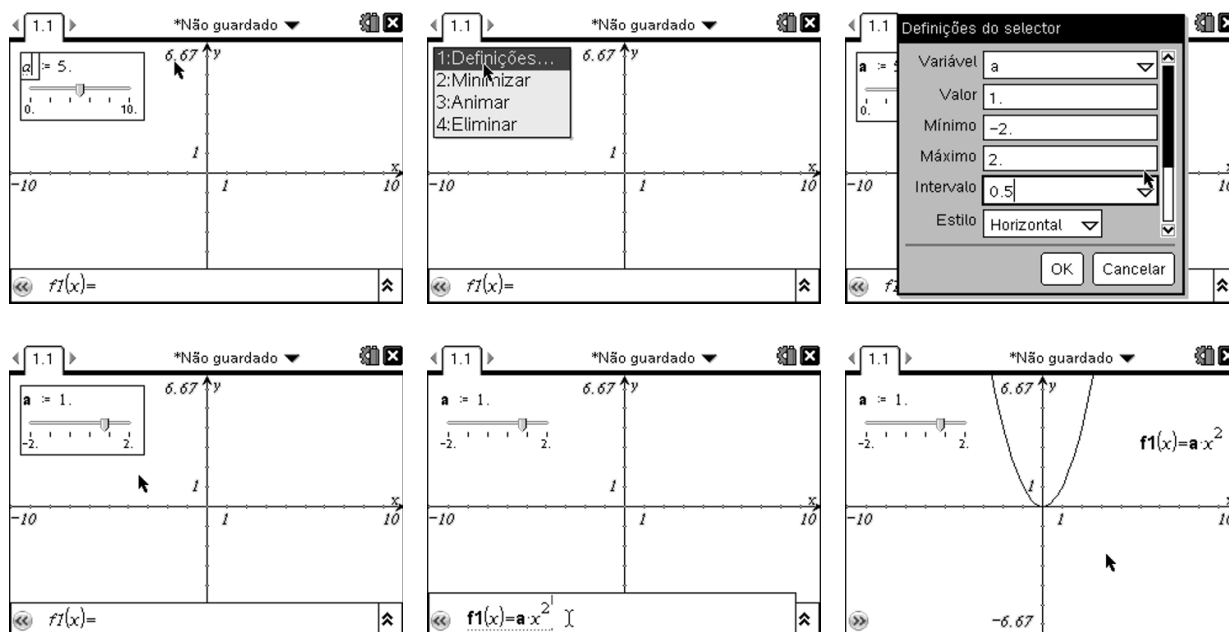 1.1 *Não guardado
a := 5.
0. 10.
6.67 y
1
x
-10 1 10
f1(x)=
1.1 *Não guardado
1:Definições...
2:Minimizar
3:Animar
4:Eliminar
6.67 y
1
x
-10 1 10
f1(x)=
1.1
Definições do selector
a := 5
0.
-10
10
Variável a
Valor 1.
Mínimo -2.
Máximo 2.
Intervalo 0.5
Estilo Horizontal
OK Cancelar
1.1 *Não guardado
a := 1.
-2. 2.
6.67 y
1
x
-10 1 10
f1(x)=
1.1 *Não guardado
a := 1.
-2. 2.
6.67 y
1
x
-10 1 10
f1(x)=a·x²
1.1 *Não guardado
a := 1.
-2. 2.
6.67 y
f1(x)=a·x²
1
x
-10 1 10
-6.67